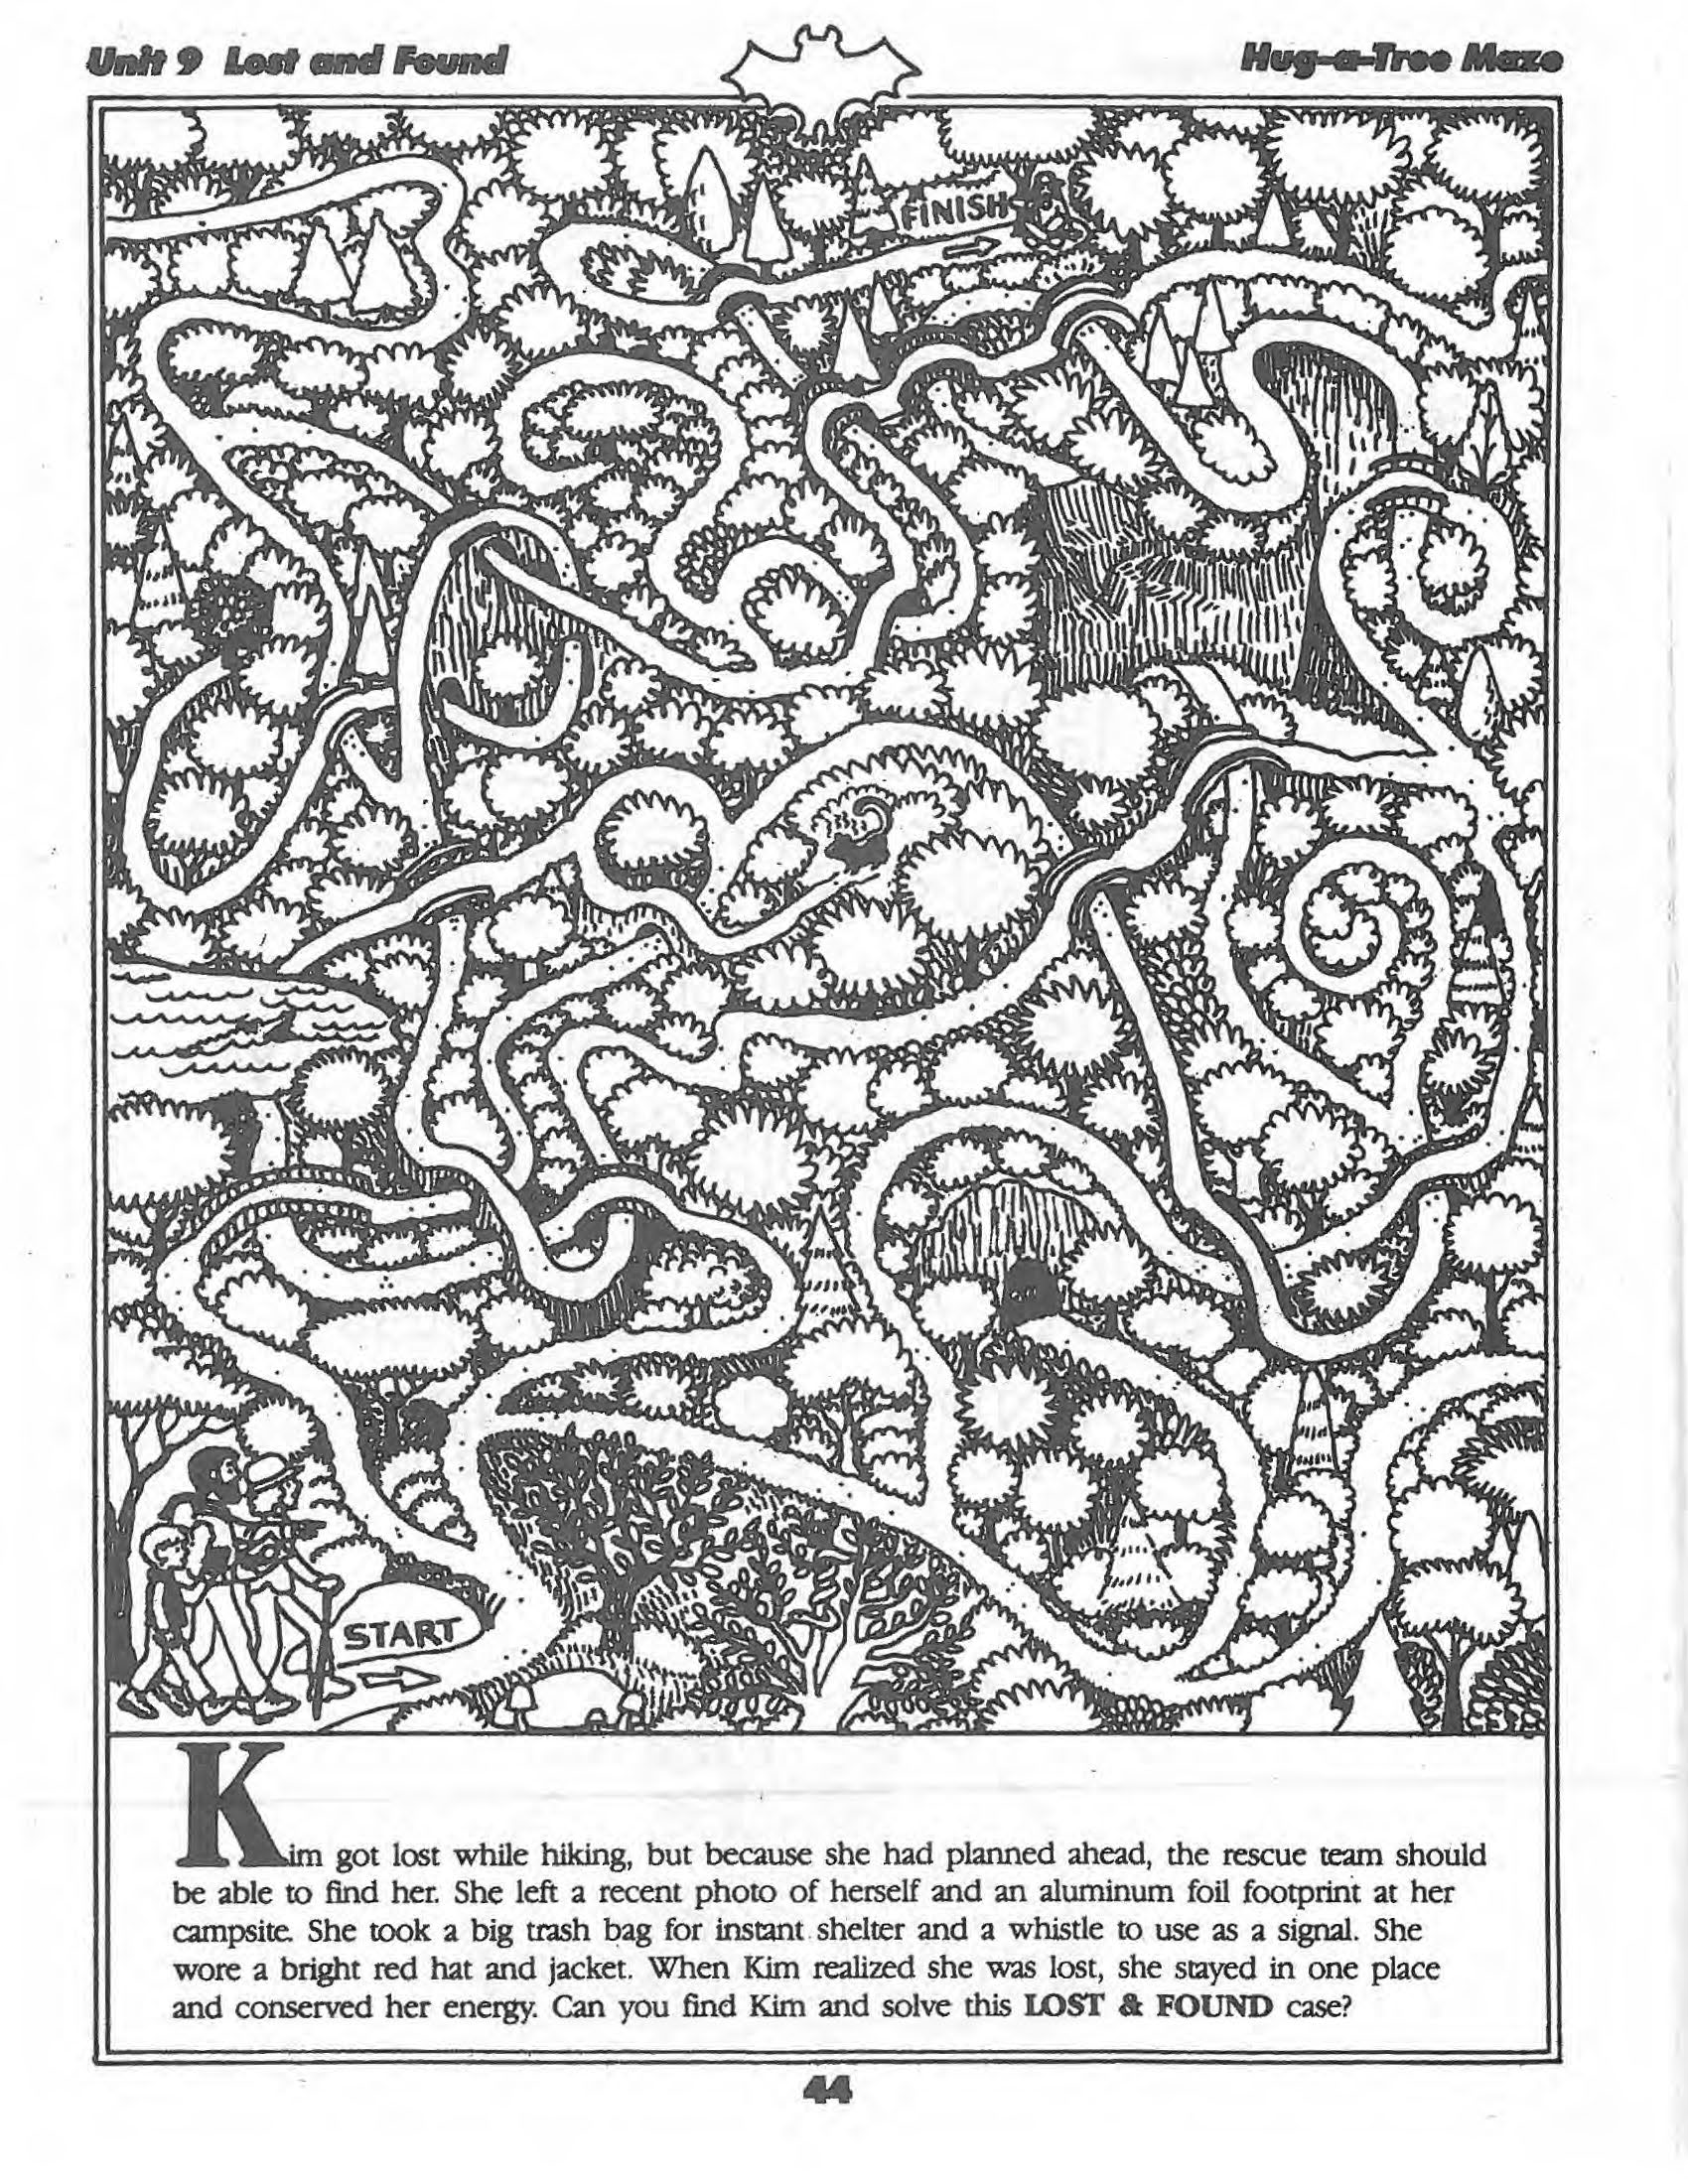 Unit 9 Lost and Found
Hug-a-Tree Maze
FINISH
START
Kim got lost while hiking, but because she had planned ahead, the rescue team should
be able to find her. She left a recent photo of herself and an aluminum foil footprint at her
campsite. She took a big trash bag for instant shelter and a whistle to use as a signal. She
wore a bright red hat and jacket. When Kim realized she was lost, she stayed in one place
and conserved her energy. Can you find Kim and solve this LOST & FOUND case?
44